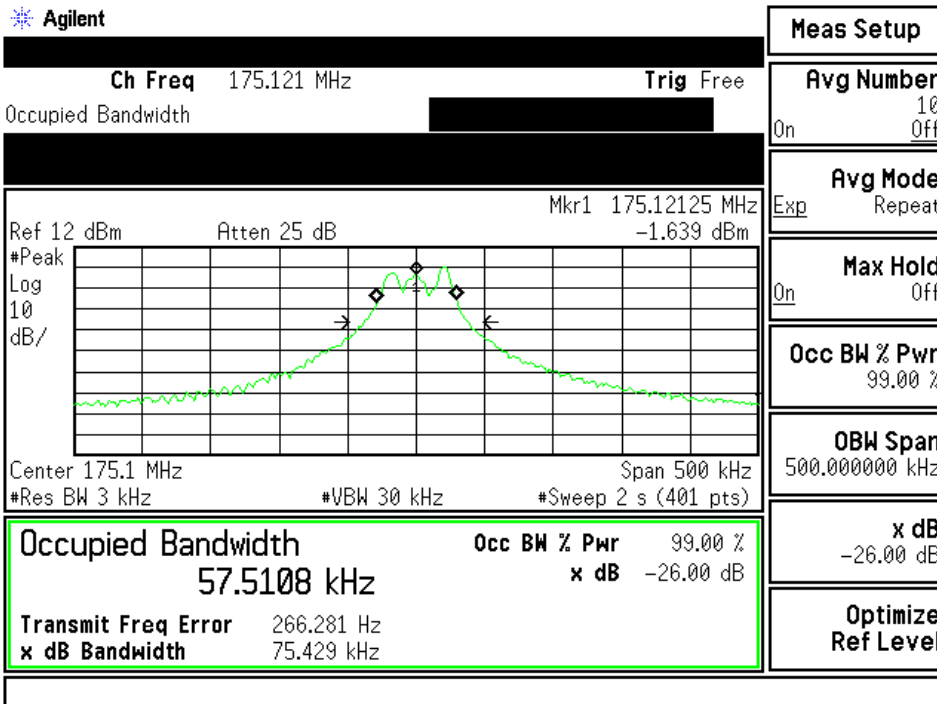 Agilent
Ch Freq 175.121 MHz Trig Free
Occupied Bandwidth
Mkr1 175.12125 MHz
Ref 12 dBm Atten 25 dB -1.639 dBm
#Peak
Log
10
dB/
1
Center 175.1 MHz Span 500 kHz
#Res BW 3 kHz #VBW 30 kHz #Sweep 2 s (401 pts)
Occupied Bandwidth
57.5108 kHz
Occ BW % Pwr 99.00 %
x dB -26.00 dB
Transmit Freq Error 266.281 Hz
x dB Bandwidth 75.429 kHz
Meas Setup
Avg Number
10
On Off
Avg Mode
Exp Repeat
Max Hold
On Off
Occ BW % Pwr
99.00 %
OBW Span
500.000000 kHz
x dB
-26.00 dB
Optimize
Ref Level